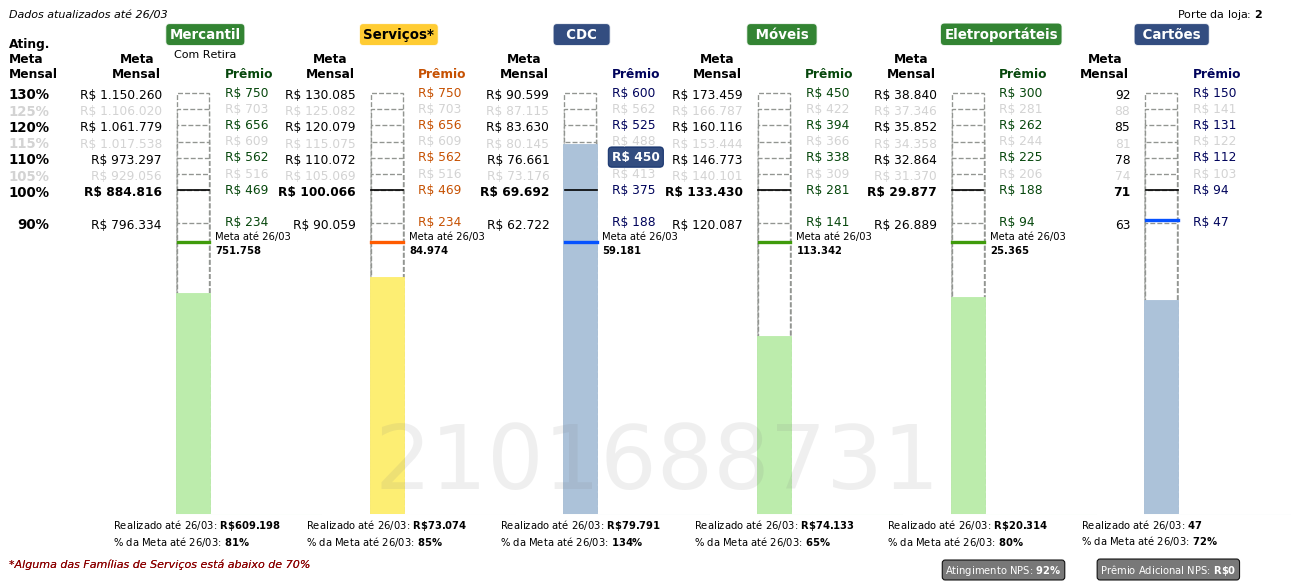 Dados atualizados até 26/03
Porte da loja: 2
Mercantil Serviços* CDC Móveis Eletroportáteis Cartões
Com Retira
Ating. Meta Mensal
Meta Mensal Prêmio Meta Mensal Prêmio Meta Mensal Prêmio Meta Mensal Prêmio Meta Mensal Prêmio Meta Mensal Prêmio
130% R$ 1.150.260 R$ 750 R$ 130.085 R$ 750 R$ 90.599 R$ 600 R$ 173.459 R$ 450 R$ 38.840 R$ 300 92 R$ 150
125% R$ 1.106.020 R$ 703 R$ 125.082 R$ 703 R$ 87.115 R$ 562 R$ 166.787 R$ 422 R$ 37.346 R$ 281 88 R$ 141
120% R$ 1.061.779 R$ 656 R$ 120.079 R$ 656 R$ 83.630 R$ 525 R$ 160.116 R$ 394 R$ 35.852 R$ 262 85 R$ 131
115% R$ 1.017.538 R$ 609 R$ 115.075 R$ 609 R$ 80.145 R$ 488 R$ 153.444 R$ 366 R$ 34.358 R$ 244 81 R$ 122
110% R$ 973.297 R$ 562 R$ 110.072 R$ 562 R$ 76.661 R$ 450 R$ 146.773 R$ 338 R$ 32.864 R$ 225 78 R$ 112
105% R$ 929.056 R$ 516 R$ 105.069 R$ 516 R$ 73.176 R$ 413 R$ 140.101 R$ 309 R$ 31.370 R$ 206 74 R$ 103
100% R$ 884.816 R$ 469 R$ 100.066 R$ 469 R$ 69.692 R$ 375 R$ 133.430 R$ 281 R$ 29.877 R$ 188 71 R$ 94
90% R$ 796.334 R$ 234 R$ 90.059 R$ 234 R$ 62.722 R$ 188 R$ 120.087 R$ 141 R$ 26.889 R$ 94 63 R$ 47
Meta até 26/03 Meta até 26/03 Meta até 26/03 Meta até 26/03 Meta até 26/03
751.758 84.974 59.181 113.342 25.365
2101688731
Realizado até 26/03: R$609.198 Realizado até 26/03: R$73.074 Realizado até 26/03: R$79.791 Realizado até 26/03: R$74.133 Realizado até 26/03: R$20.314 Realizado até 26/03: 47
% da Meta até 26/03: 81% % da Meta até 26/03: 85% % da Meta até 26/03: 134% % da Meta até 26/03: 65% % da Meta até 26/03: 80% % da Meta até 26/03: 72%
*Alguma das Famílias de Serviços está abaixo de 70%
Atingimento NPS: 92% Prêmio Adicional NPS: R$0